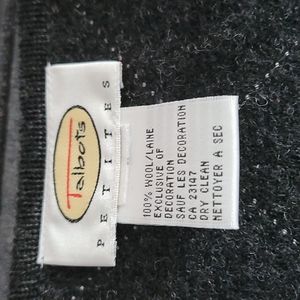 Talbots
PETITES
100% WOOL/LAINE
EXCLUSIVE OF
DECORATION
SAUF LES DECORATION
CA 23147
DRY CLEAN
NETTOYER A SEC